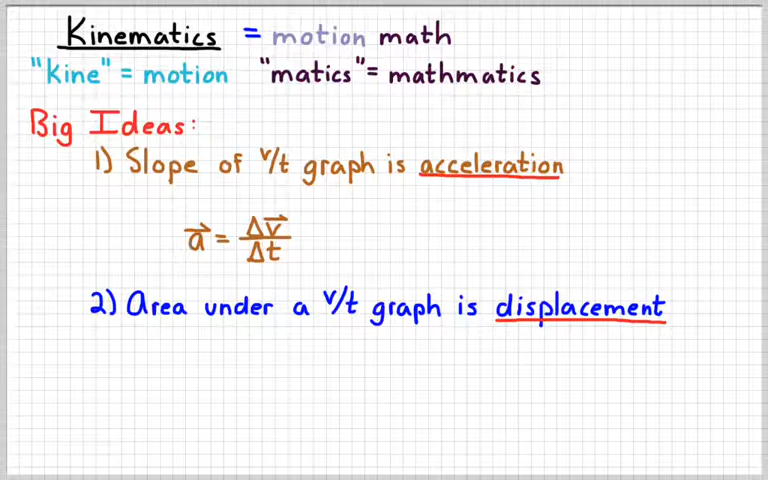 Kinematics = motion math
"Kine" = motion "matics" = mathmatics
Big Ideas:
1) Slope of v/t graph is acceleration
a⃗ = Δv⃗/Δt
2) Area under a v/t graph is displacement